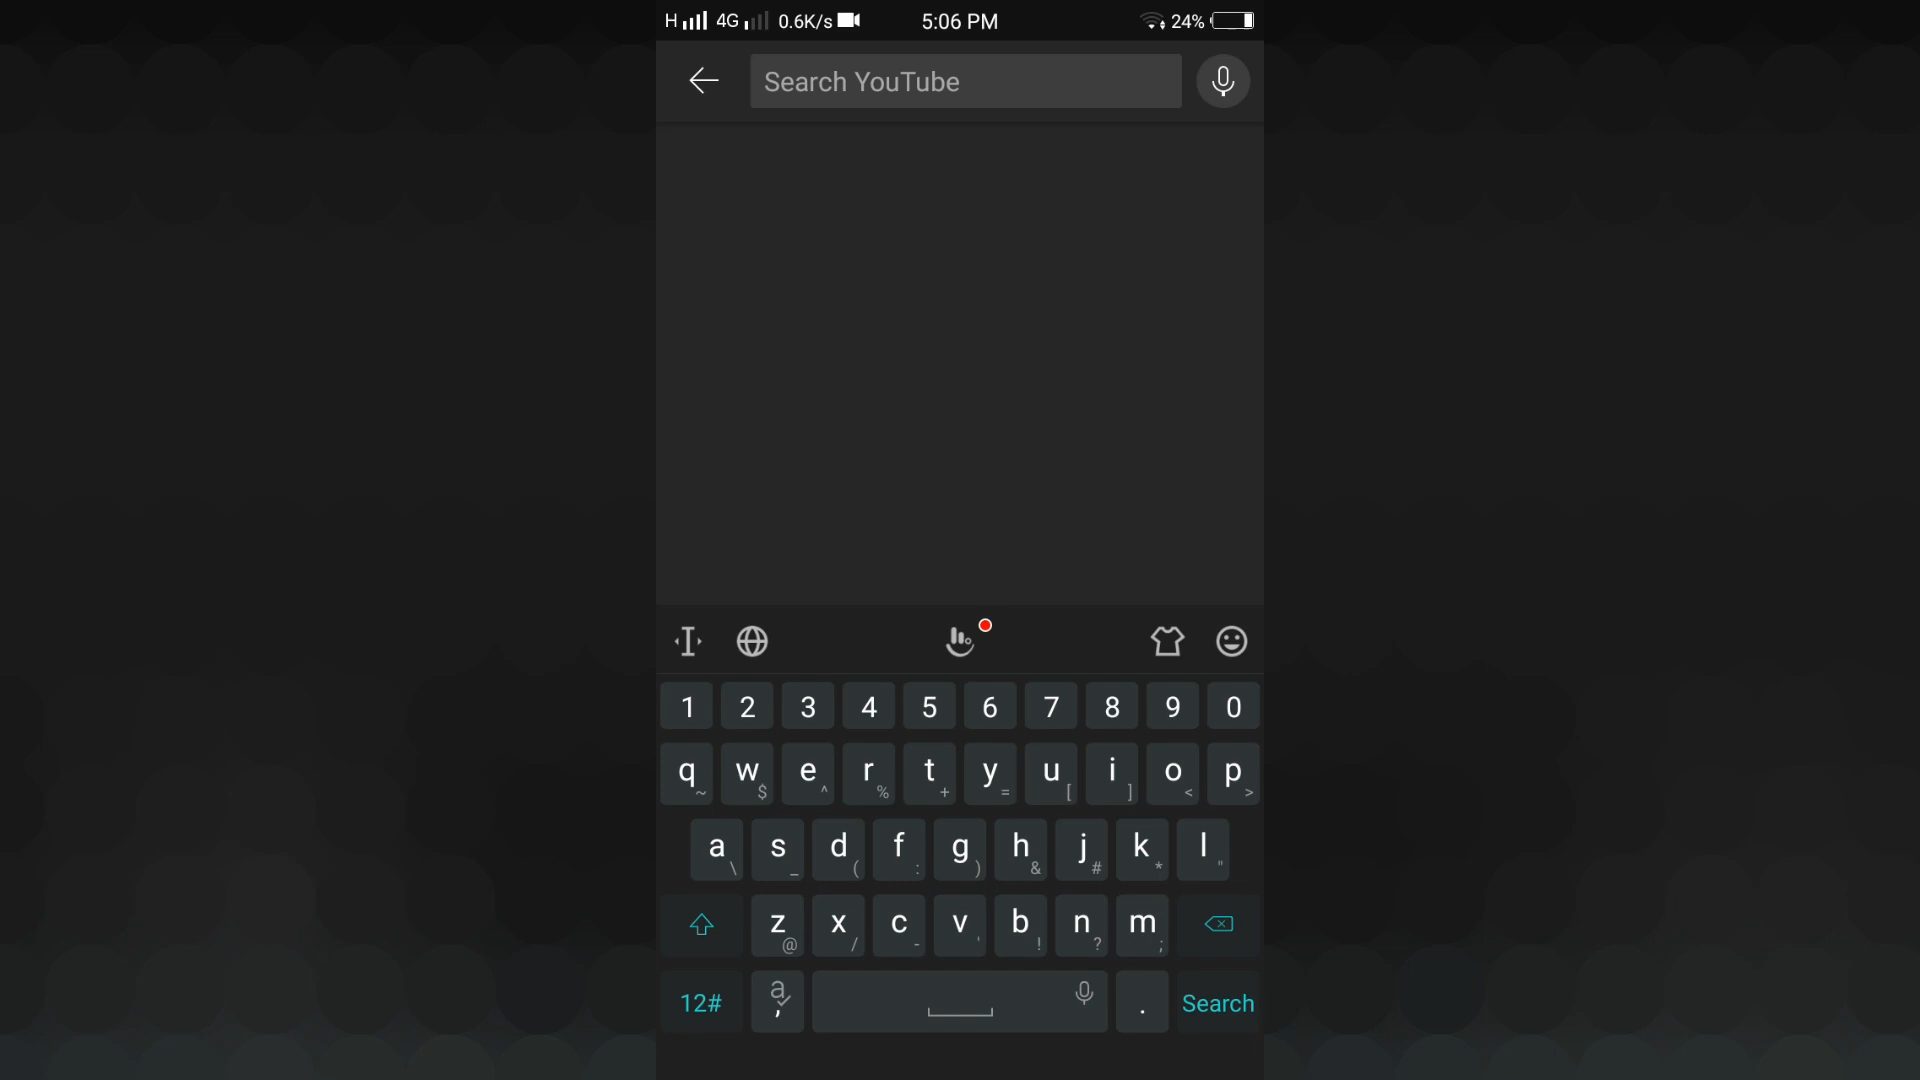 H 4G 0.6K/s 5:06 PM 24%
Search YouTube
1 2 3 4 5 6 7 8 9 0
q w e r t y u i o p
~ $ ^ % + = [ ] < >
a s d f g h j k l
\ _ ( : ) & # * "
z x c v b n m
@ / - ' ! ? ;
12# a , . Search